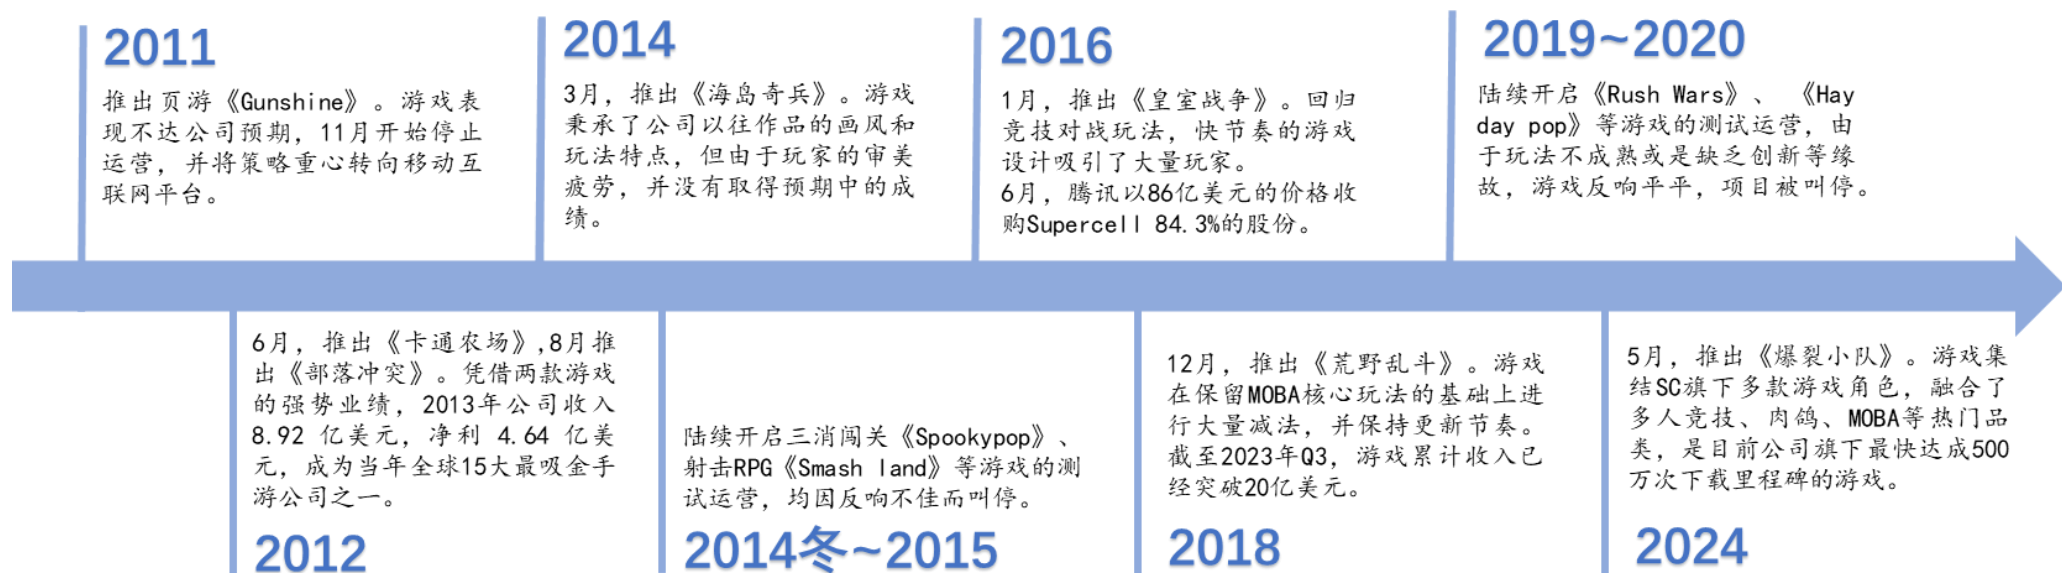 2011
推出页游《Gunshine》。游戏表
现不达公司预期，11月开始停止
运营，并将策略重心转向移动互
联网平台。
6月，推出《卡通农场》,8月推
出《部落冲突》。凭借两款游戏
的强势业绩，2013年公司收入
8.92 亿美元，净利 4.64 亿美
元，成为当年全球15大最吸金手
游公司之一。
2012
2014
3月，推出《海岛奇兵》。游戏
秉承了公司以往作品的画风和
玩法特点，但由于玩家的审美
疲劳，并没有取得预期中的成
绩。
陆续开启三消闯关《Spookypop》、
射击RPG《Smash land》等游戏的测
试运营，均因反响不佳而叫停。
2014冬~2015
2016
1月，推出《皇室战争》。回归
竞技对战玩法，快节奏的游戏
设计吸引了大量玩家。
6月，腾讯以86亿美元的价格收
购Supercell 84.3%的股份。
12月，推出《荒野乱斗》。游戏
在保留MOBA核心玩法的基础上进
行大量减法，并保持更新节奏。
截至2023年Q3，游戏累计收入已
经突破20亿美元。
2018
2019~2020
陆续开启《Rush Wars》、《Hay
day pop》等游戏的测试运营，由
于玩法不成熟或是缺乏创新等缘
故，游戏反响平平，项目被叫停。
5月，推出《爆裂小队》。游戏集
结SC旗下多款游戏角色，融合了
多人竞技、肉鸽、MOBA等热门品
类，是目前公司旗下最快达成500
万次下载里程碑的游戏。
2024